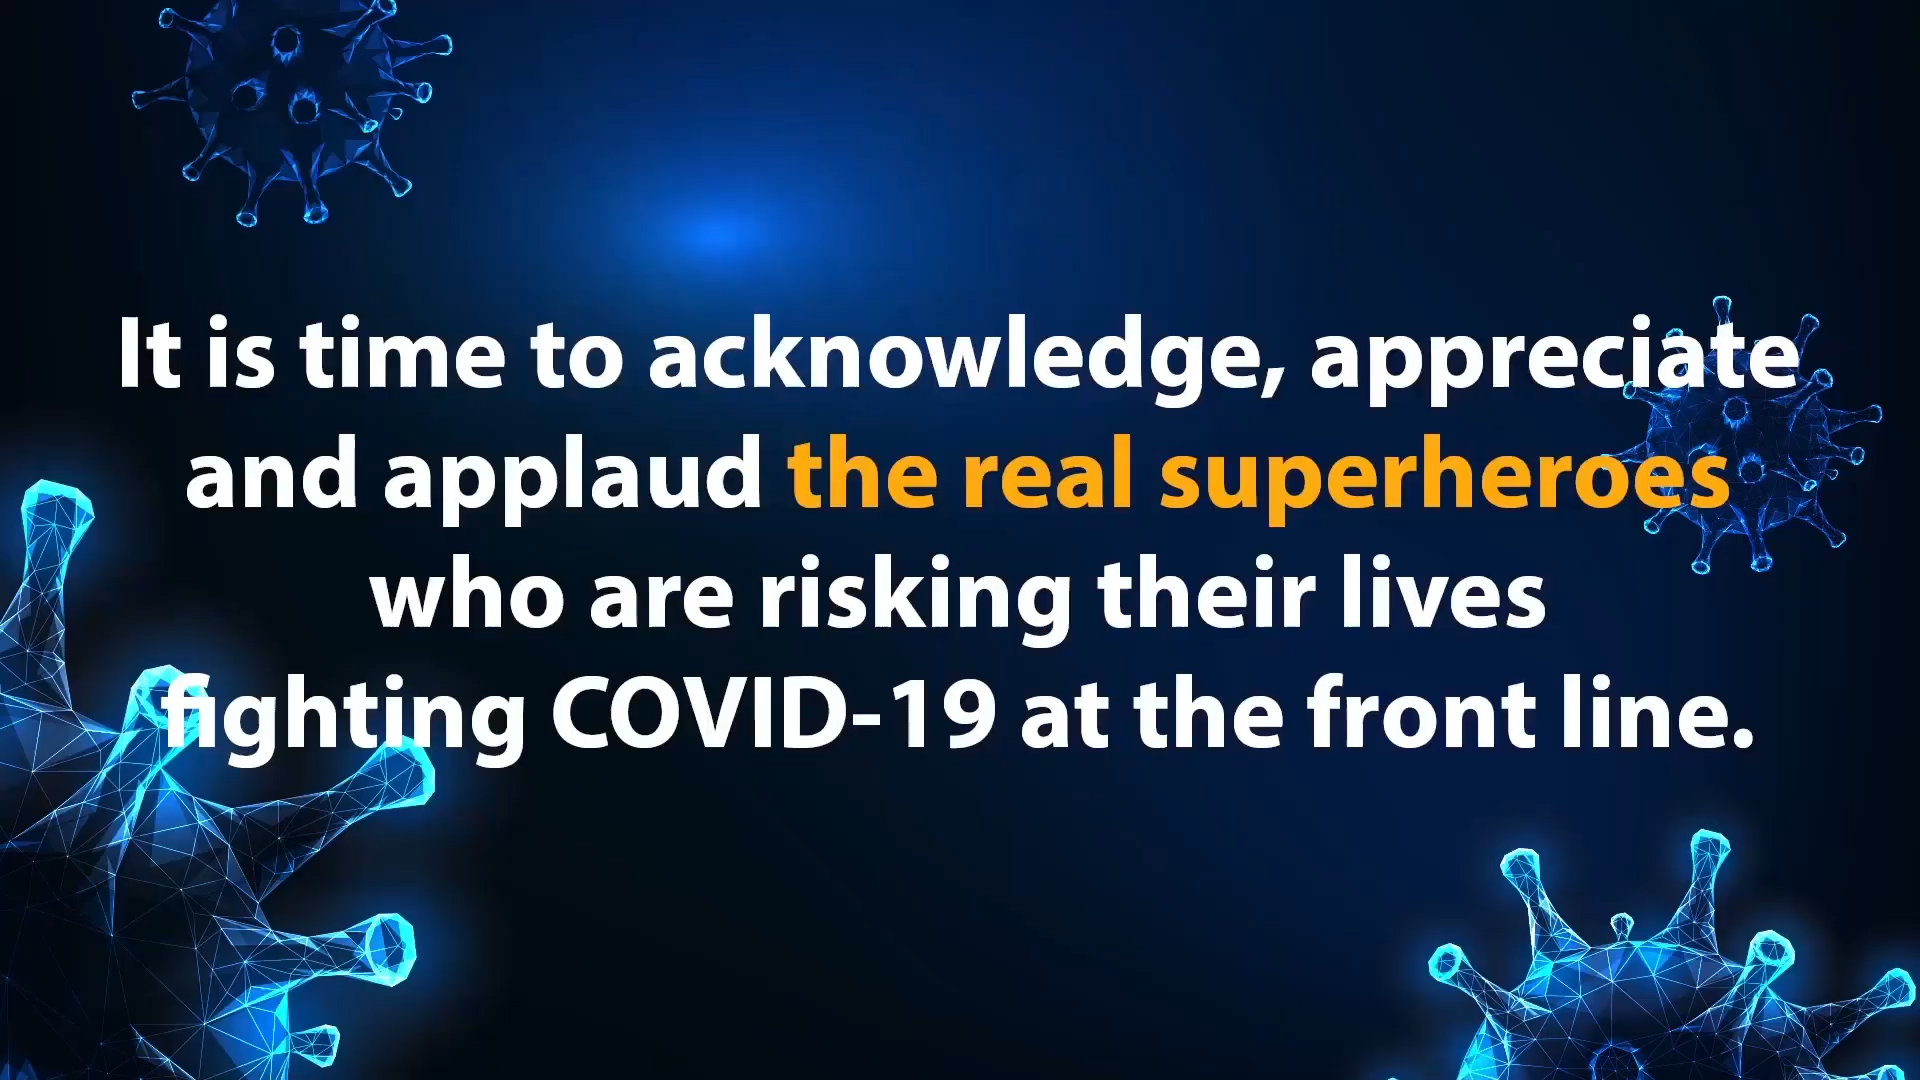 It is time to acknowledge, appreciate
and applaud the real superheroes
who are risking their lives
fighting COVID-19 at the front line.